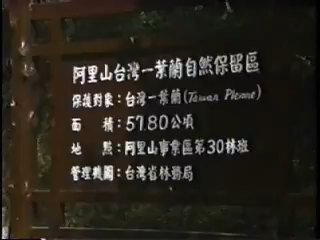 阿里山台灣一葉蘭自然保留區
保護對象：台灣一葉蘭(Taiwan Pleione)
面　積：51.80公頃
地　點：阿里山事業區第30林班
管理機關：台灣省林務局